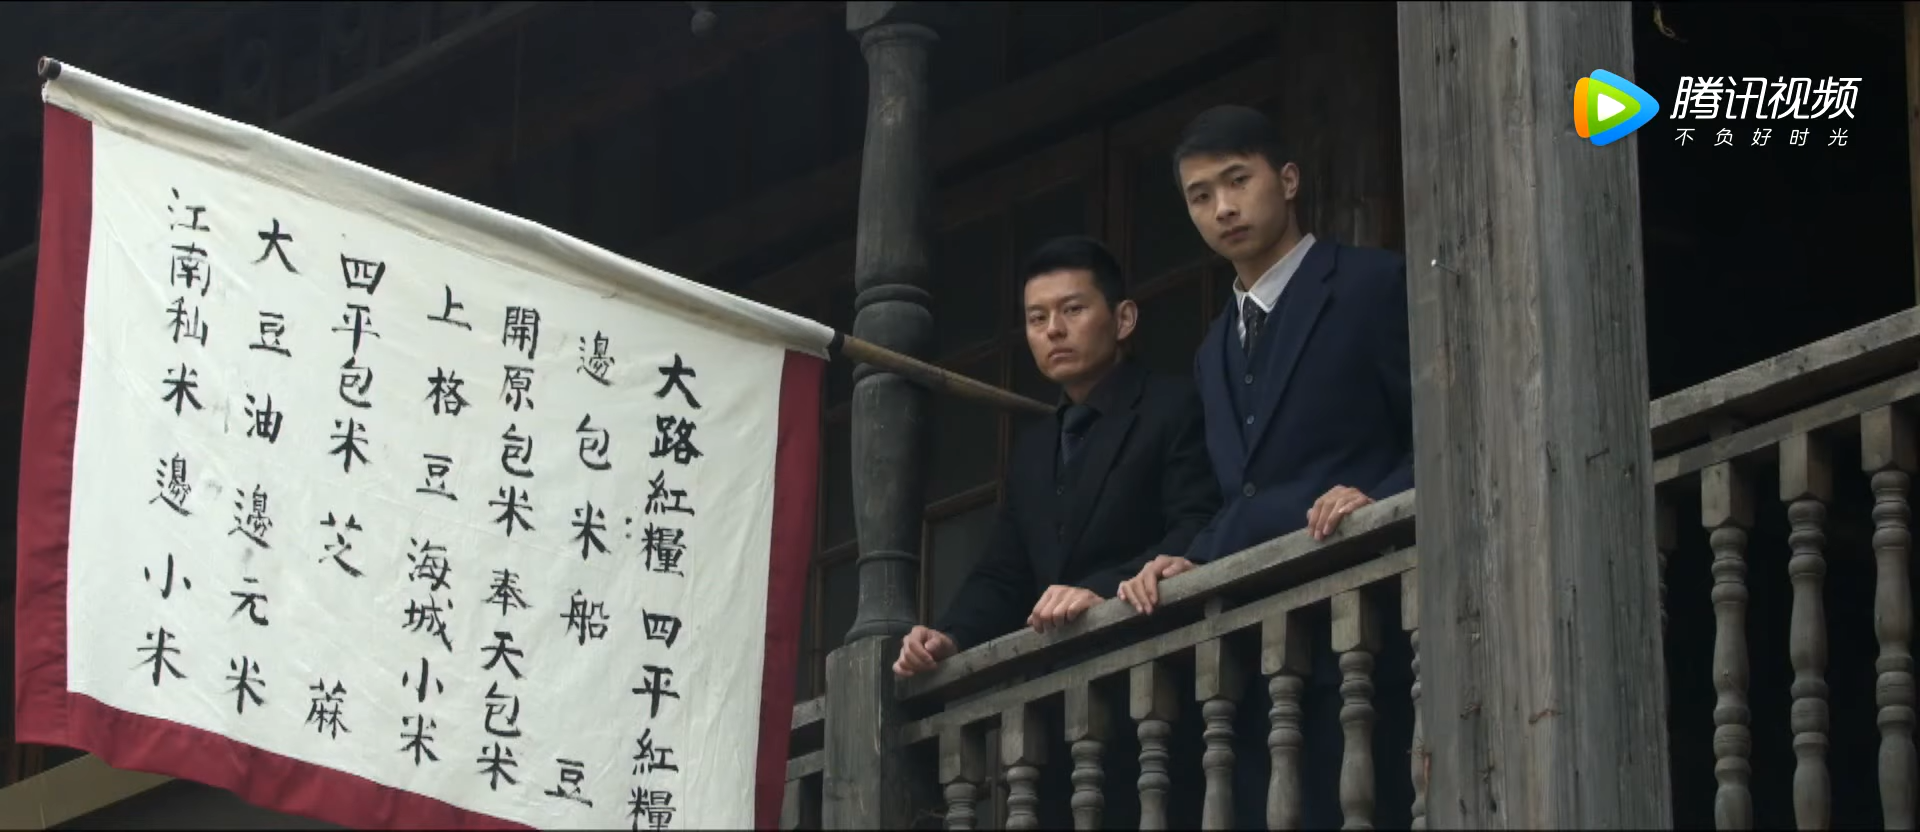 大路紅糧 四平紅糧
邊包米船 豆
開原包米 奉天包米
上格豆 海城小米
四平包米 芝蔴
大豆油 邊元米
江南秈米 邊小米
腾讯视频
不负好时光